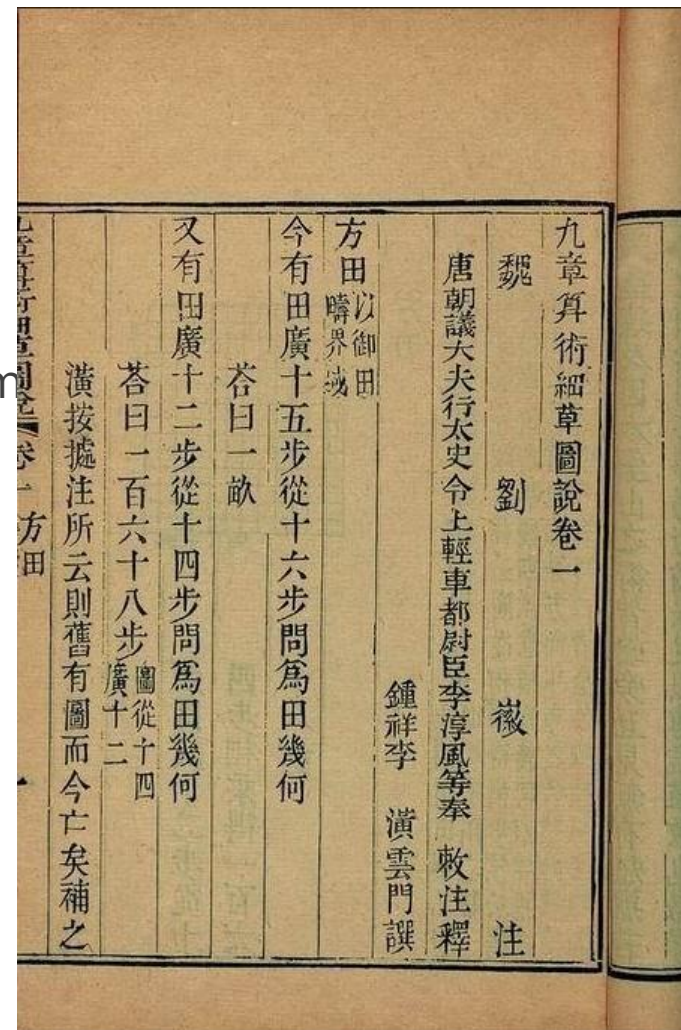 九章算術細草圖說卷一
魏 劉 徽 注
唐朝議大夫行太史令上輕車都尉臣李淳風等奉 敕注釋
鍾祥李 潢雲門譔
方田以御田疇界域
今有田廣十五步從十六步問爲田幾何
荅曰一畝
又有田廣十二步從十四步問爲田幾何
荅曰一百六十八步圖從十四廣十二
潢按據注所云則舊有圖而今亡矣補之
九章算術細草圖說 卷一 方田 一
m